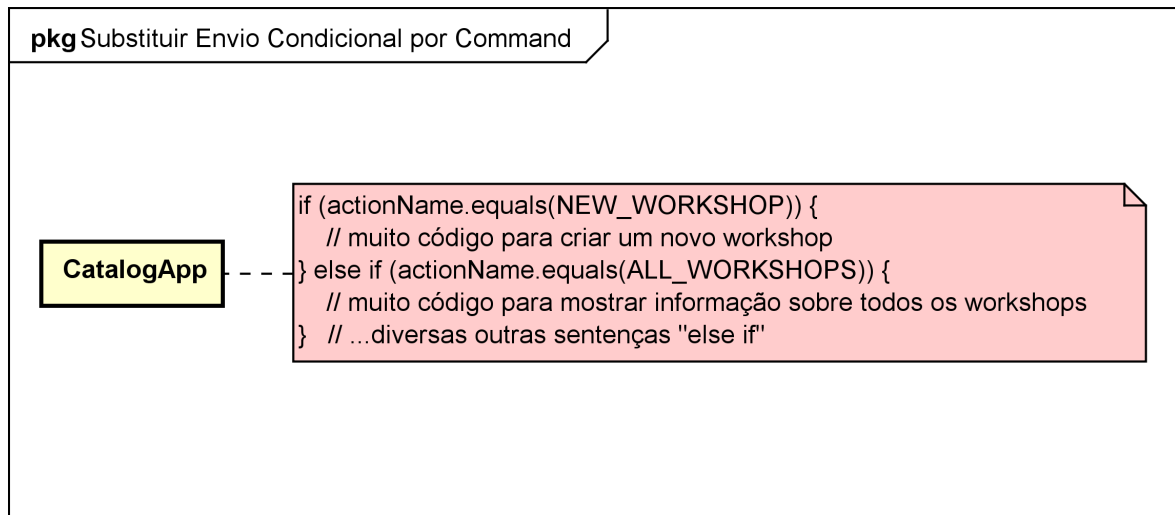 pkg Substituir Envio Condicional por Command
if (actionName.equals(NEW_WORKSHOP)) {
// muito código para criar um novo workshop
CatalogApp
} else if (actionName.equals(ALL_WORKSHOPS)) {
// muito código para mostrar informação sobre todos os workshops
} // ...diversas outras sentenças "else if"